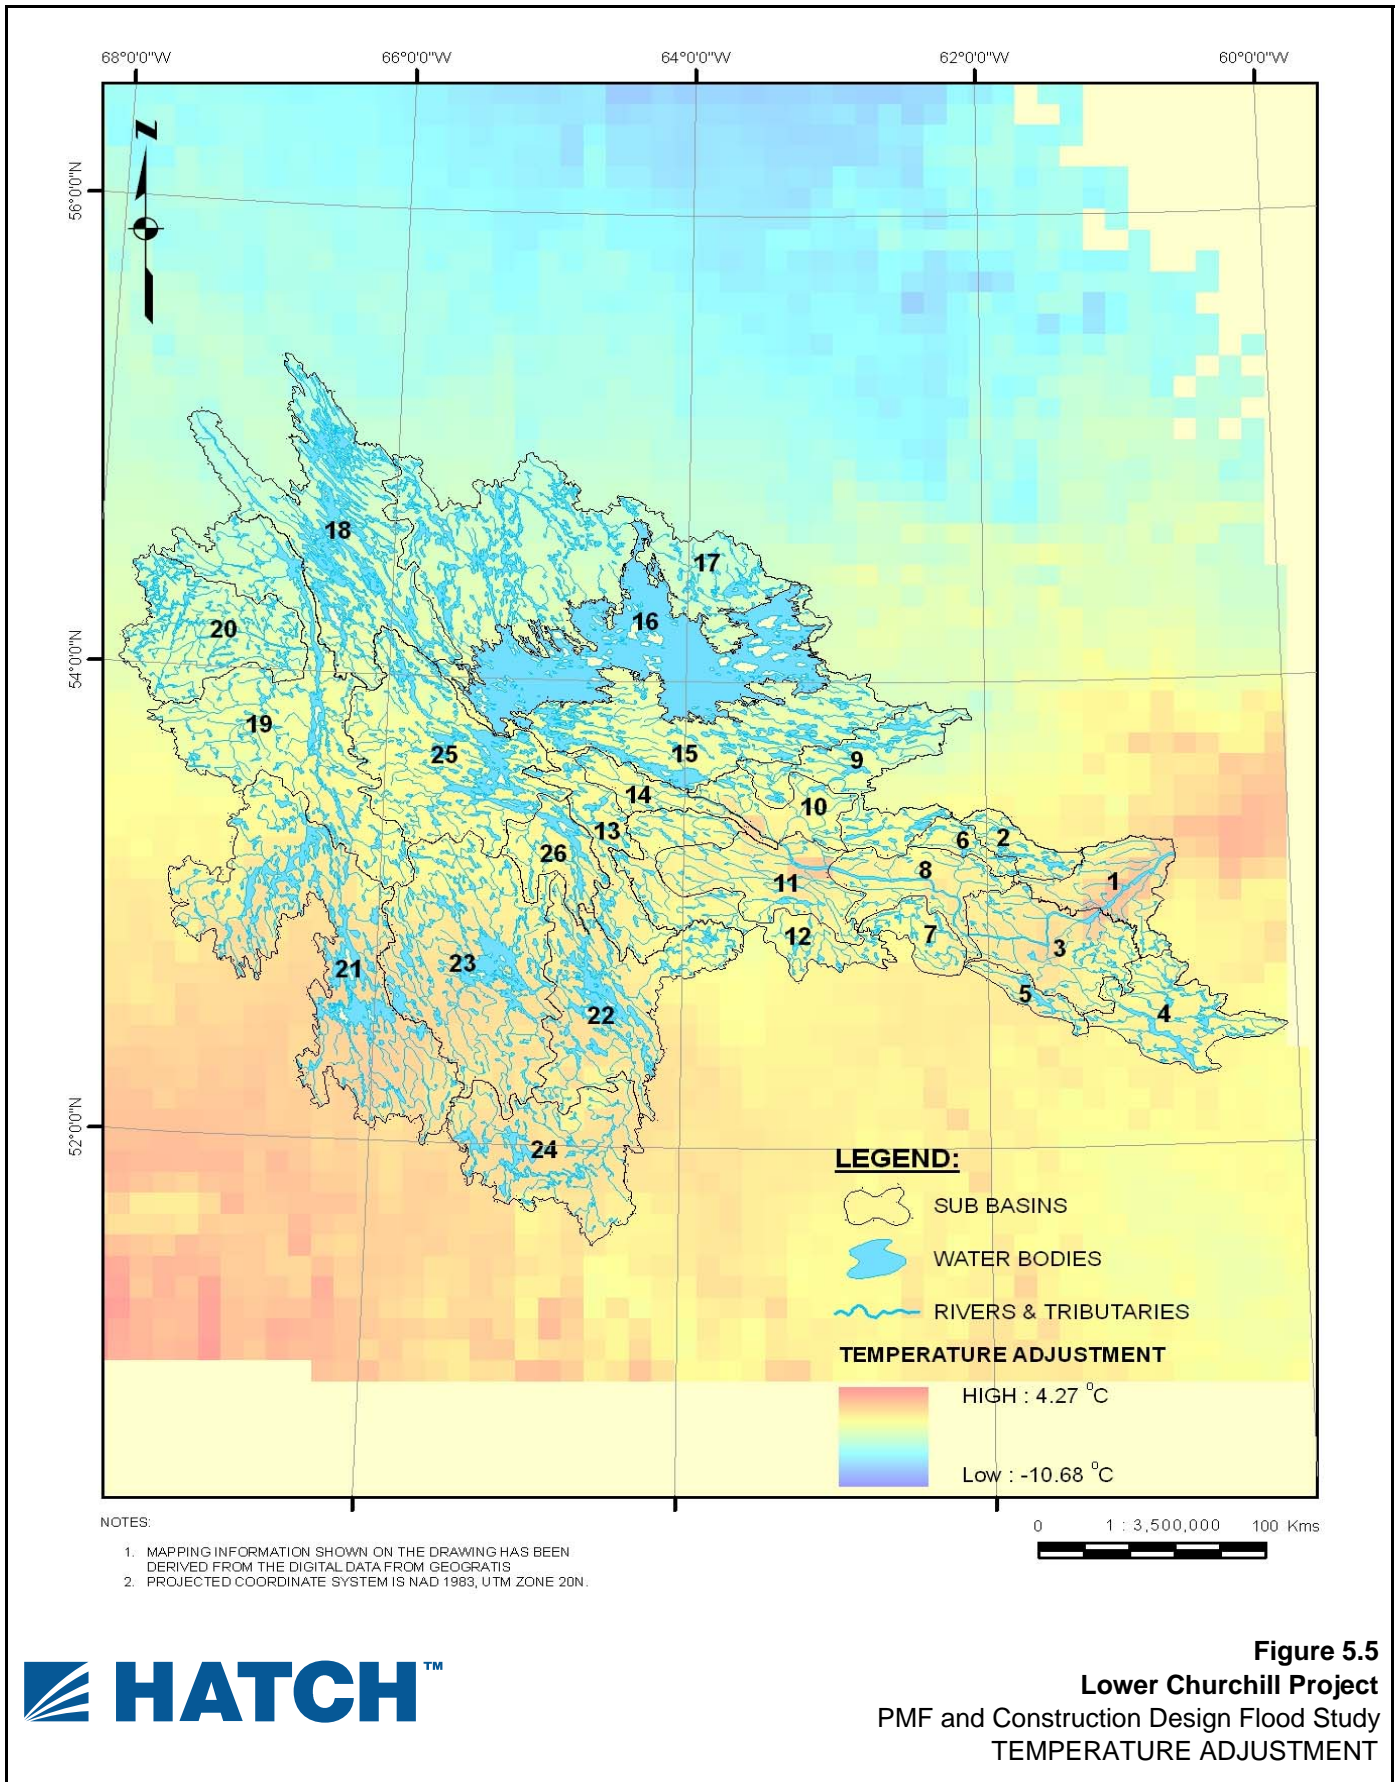 68°0'0"W 66°0'0"W 64°0'0"W 62°0'0"W 60°0'0"W
N
56°0'0"N
54°0'0"N
52°0'0"N
18
17
16
20
19
25
15
9
14
10
13
26
6
2
8
11
1
12
7
3
21
23
5
22
4
24
LEGEND:
SUB BASINS
WATER BODIES
RIVERS & TRIBUTARIES
TEMPERATURE ADJUSTMENT
HIGH : 4.27 °C
Low : -10.68 °C
NOTES:
1. MAPPING INFORMATION SHOWN ON THE DRAWING HAS BEEN
DERIVED FROM THE DIGITAL DATA FROM GEOGRATIS
2. PROJECTED COORDINATE SYSTEM IS NAD 1983, UTM ZONE 20N.
0 1 : 3,500,000 100 Kms
HATCH™
Figure 5.5
Lower Churchill Project
PMF and Construction Design Flood Study
TEMPERATURE ADJUSTMENT